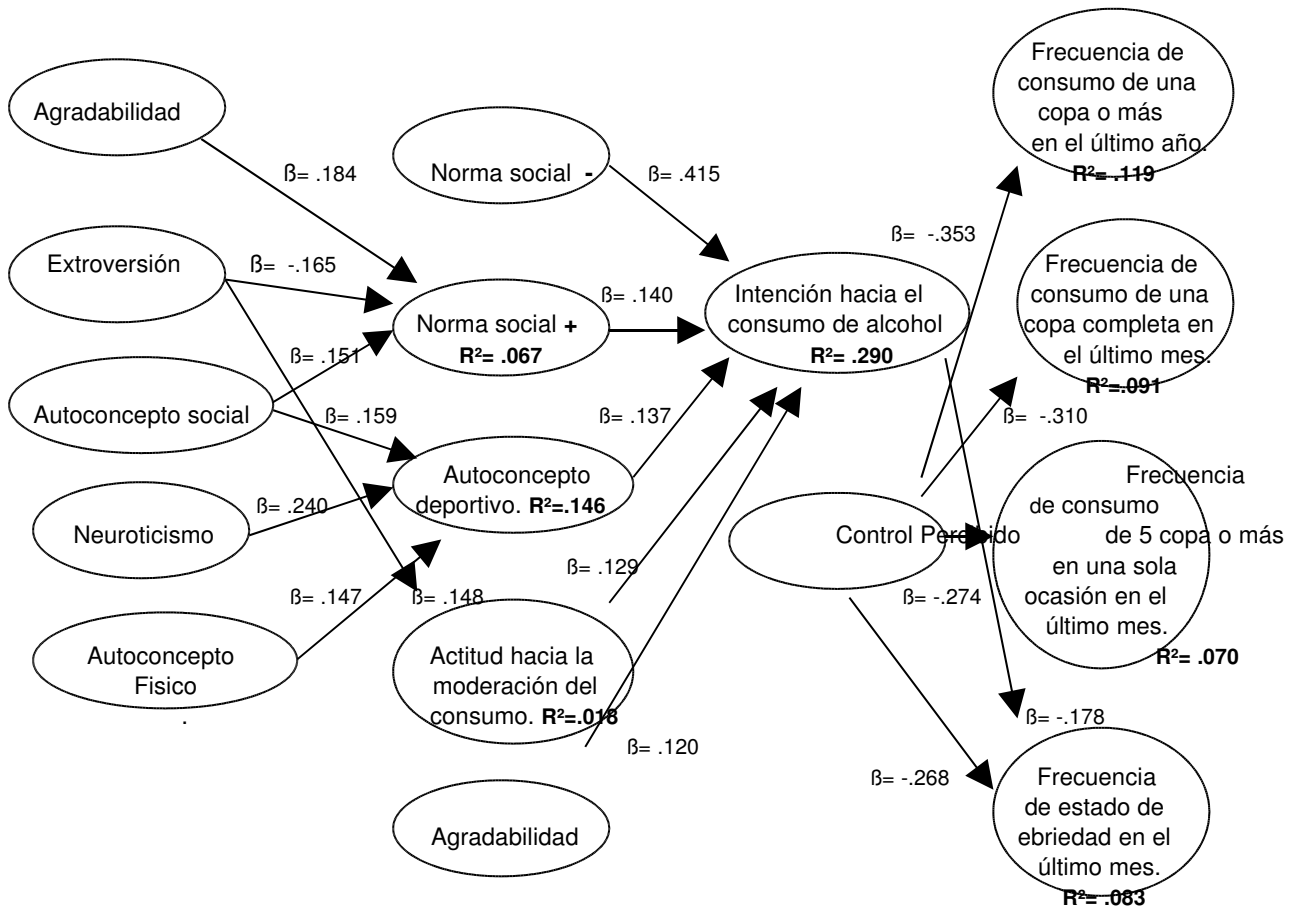 Agradabilidad
Extroversión
Autoconcepto social
Neuroticismo
Autoconcepto
Fisico
.
ß= .184
ß= -.165
ß= .151
ß= .159
ß= .240
ß= .147
ß= .148
Norma social -
Norma social +
R²= .067
Autoconcepto
deportivo. R²=.146
Actitud hacia la
moderación del
consumo. R²=.018
Agradabilidad
ß= .415
ß= .140
ß= .137
ß= .129
ß= .120
Intención hacia el
consumo de alcohol
R²= .290
Control Percibido
ß= -.353
ß= -.310
ß= -.274
ß= -.178
ß= -.268
Frecuencia de
consumo de una
copa o más
en el último año.
R²= .119
Frecuencia de
consumo de una
copa completa en
el último mes.
R²=.091
Frecuencia
de consumo
de 5 copa o más
en una sola
ocasión en el
último mes.
R²= .070
Frecuencia
de estado de
ebriedad en el
último mes.
R²= .083